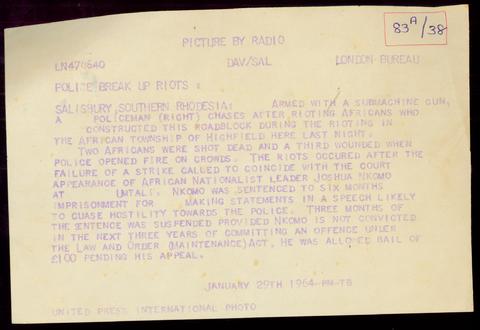 83A/38
PICTURE BY RADIO
LN470640 DAV/SAL LONDON BUREAU
POLICE BREAK UP RIOTS :
SALISBURY, SOUTHERN RHODESIA: ARMED WITH A SUBMACHINE GUN,
A POLICEMAN (RIGHT) CHASES AFTER RIOTING AFRICANS WHO
CONSTRUCTED THIS ROADBLOCK DURING THE RIOTING IN
THE AFRICAN TOWNSHIP OF HIGHFIELD HERE LAST NIGHT.
TWO AFRICANS WERE SHOT DEAD AND A THIRD WOUNDED WHEN
POLICE OPENED FIRE ON CROWDS. THE RIOTS OCCURED AFTER THE
FAILURE OF A STRIKE CALLED TO COINCIDE WITH THE COURT
APPEARANCE OF AFRICAN NATIONALIST LEADER JOSHUA NKOMO
AT UMTALI. NKOMO WAS SENTENCED TO SIX MONTHS
IMPRISONMENT FOR MAKING STATEMENTS IN A SPEECH LIKELY
TO CUASE HOSTILITY TOWARDS THE POLICE. THREE MONTHS OF
THE SENTENCE WAS SUSPENDED PROVIDED NKOMO IS NOT CONVICTED
IN THE NEXT THREE YEARS OF COMMITTING AN OFFENCE UNDER
THE LAW AND ORDER (MAINTENANCE) ACT. HE WAS ALLOWED BAIL OF
£100 PENDING HIS APPEAL.
JANUARY 29TH 1964-PM-TB
UNITED PRESS INTERNATIONAL PHOTO